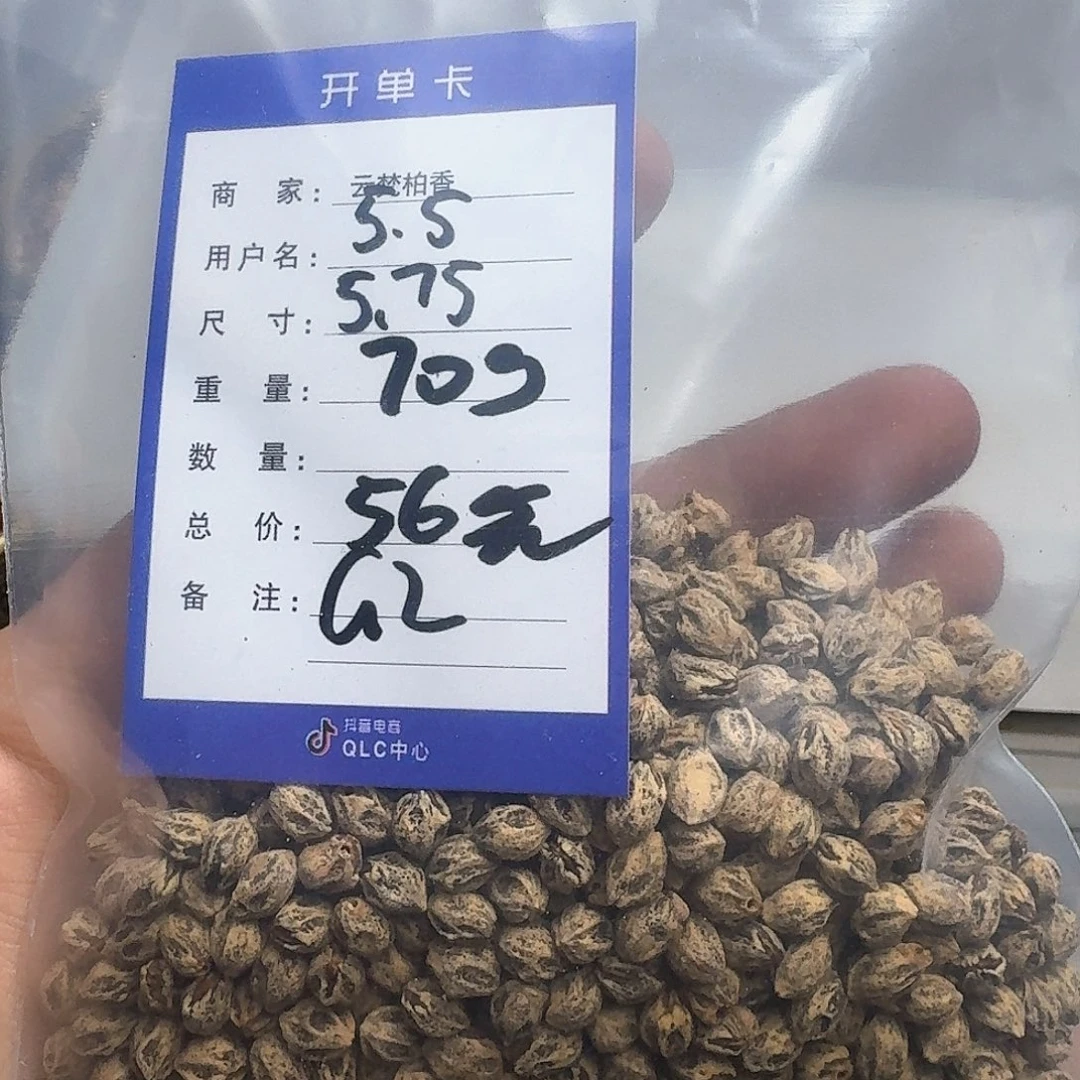 开单卡
商 家: 云梵柏香
用户名: 5.5
尺 寸: 5.75
重 量: 70g
数 量:
总 价: 56元
备 注: G2
抖音电商
QLC中心